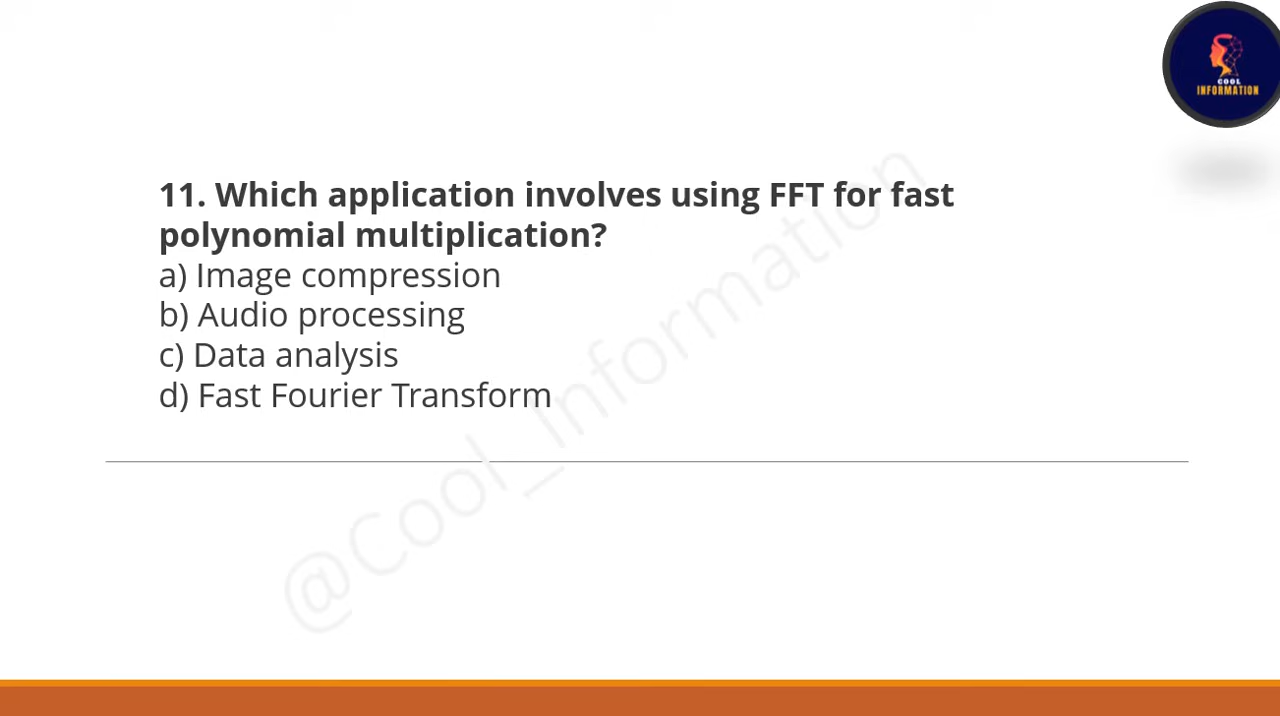 COOL
INFORMATION
11. Which application involves using FFT for fast
polynomial multiplication?
a) Image compression
b) Audio processing
c) Data analysis
d) Fast Fourier Transform
@Cool_Information